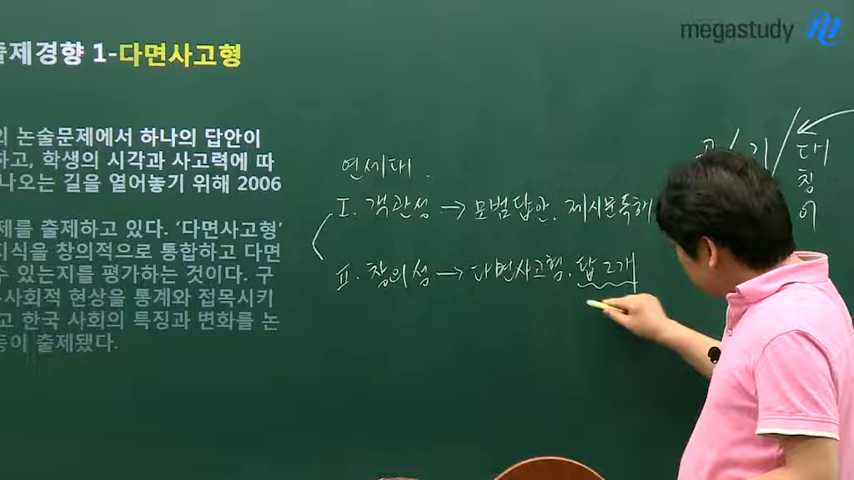 megastudy
출제경향 1-다면사고형
의 논술문제에서 하나의 답안이
하고, 학생의 시각과 사고력에 따
나오는 길을 열어놓기 위해 2006
제를 출제하고 있다. '다면사고형'
지식을 창의적으로 통합하고 다면
수 있는지를 평가하는 것이다. 구
사회적 현상을 통계와 접목시키
고 한국 사회의 특징과 변화를 논
등이 출제됐다.
연세대.
I. 객관성 → 모범답안. 제시문독해
II. 창의성 → 다면사고형. 답 2개
대
칭
이